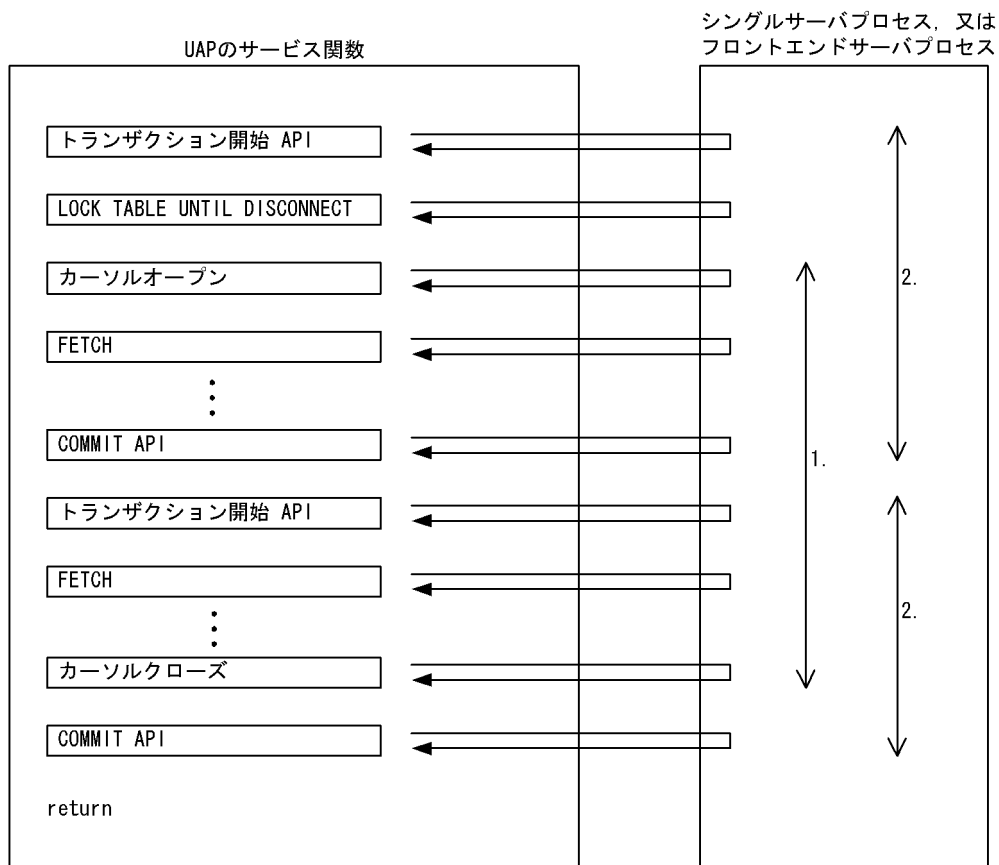 シングルサーバプロセス，又は
フロントエンドサーバプロセス
UAPのサービス関数
トランザクション開始 API
LOCK TABLE UNTIL DISCONNECT
カーソルオープン
2.
FETCH
COMMIT API
1.
トランザクション開始 API
FETCH
2.
カーソルクローズ
COMMIT API
return